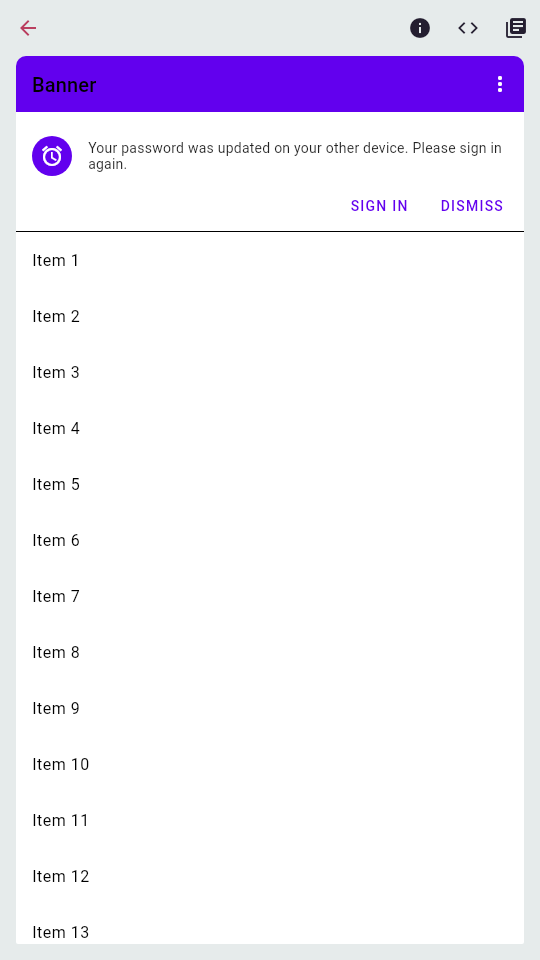 Banner
Your password was updated on your other device. Please sign in
again.
SIGN IN DISMISS
Item 1
Item 2
Item 3
Item 4
Item 5
Item 6
Item 7
Item 8
Item 9
Item 10
Item 11
Item 12
Item 13